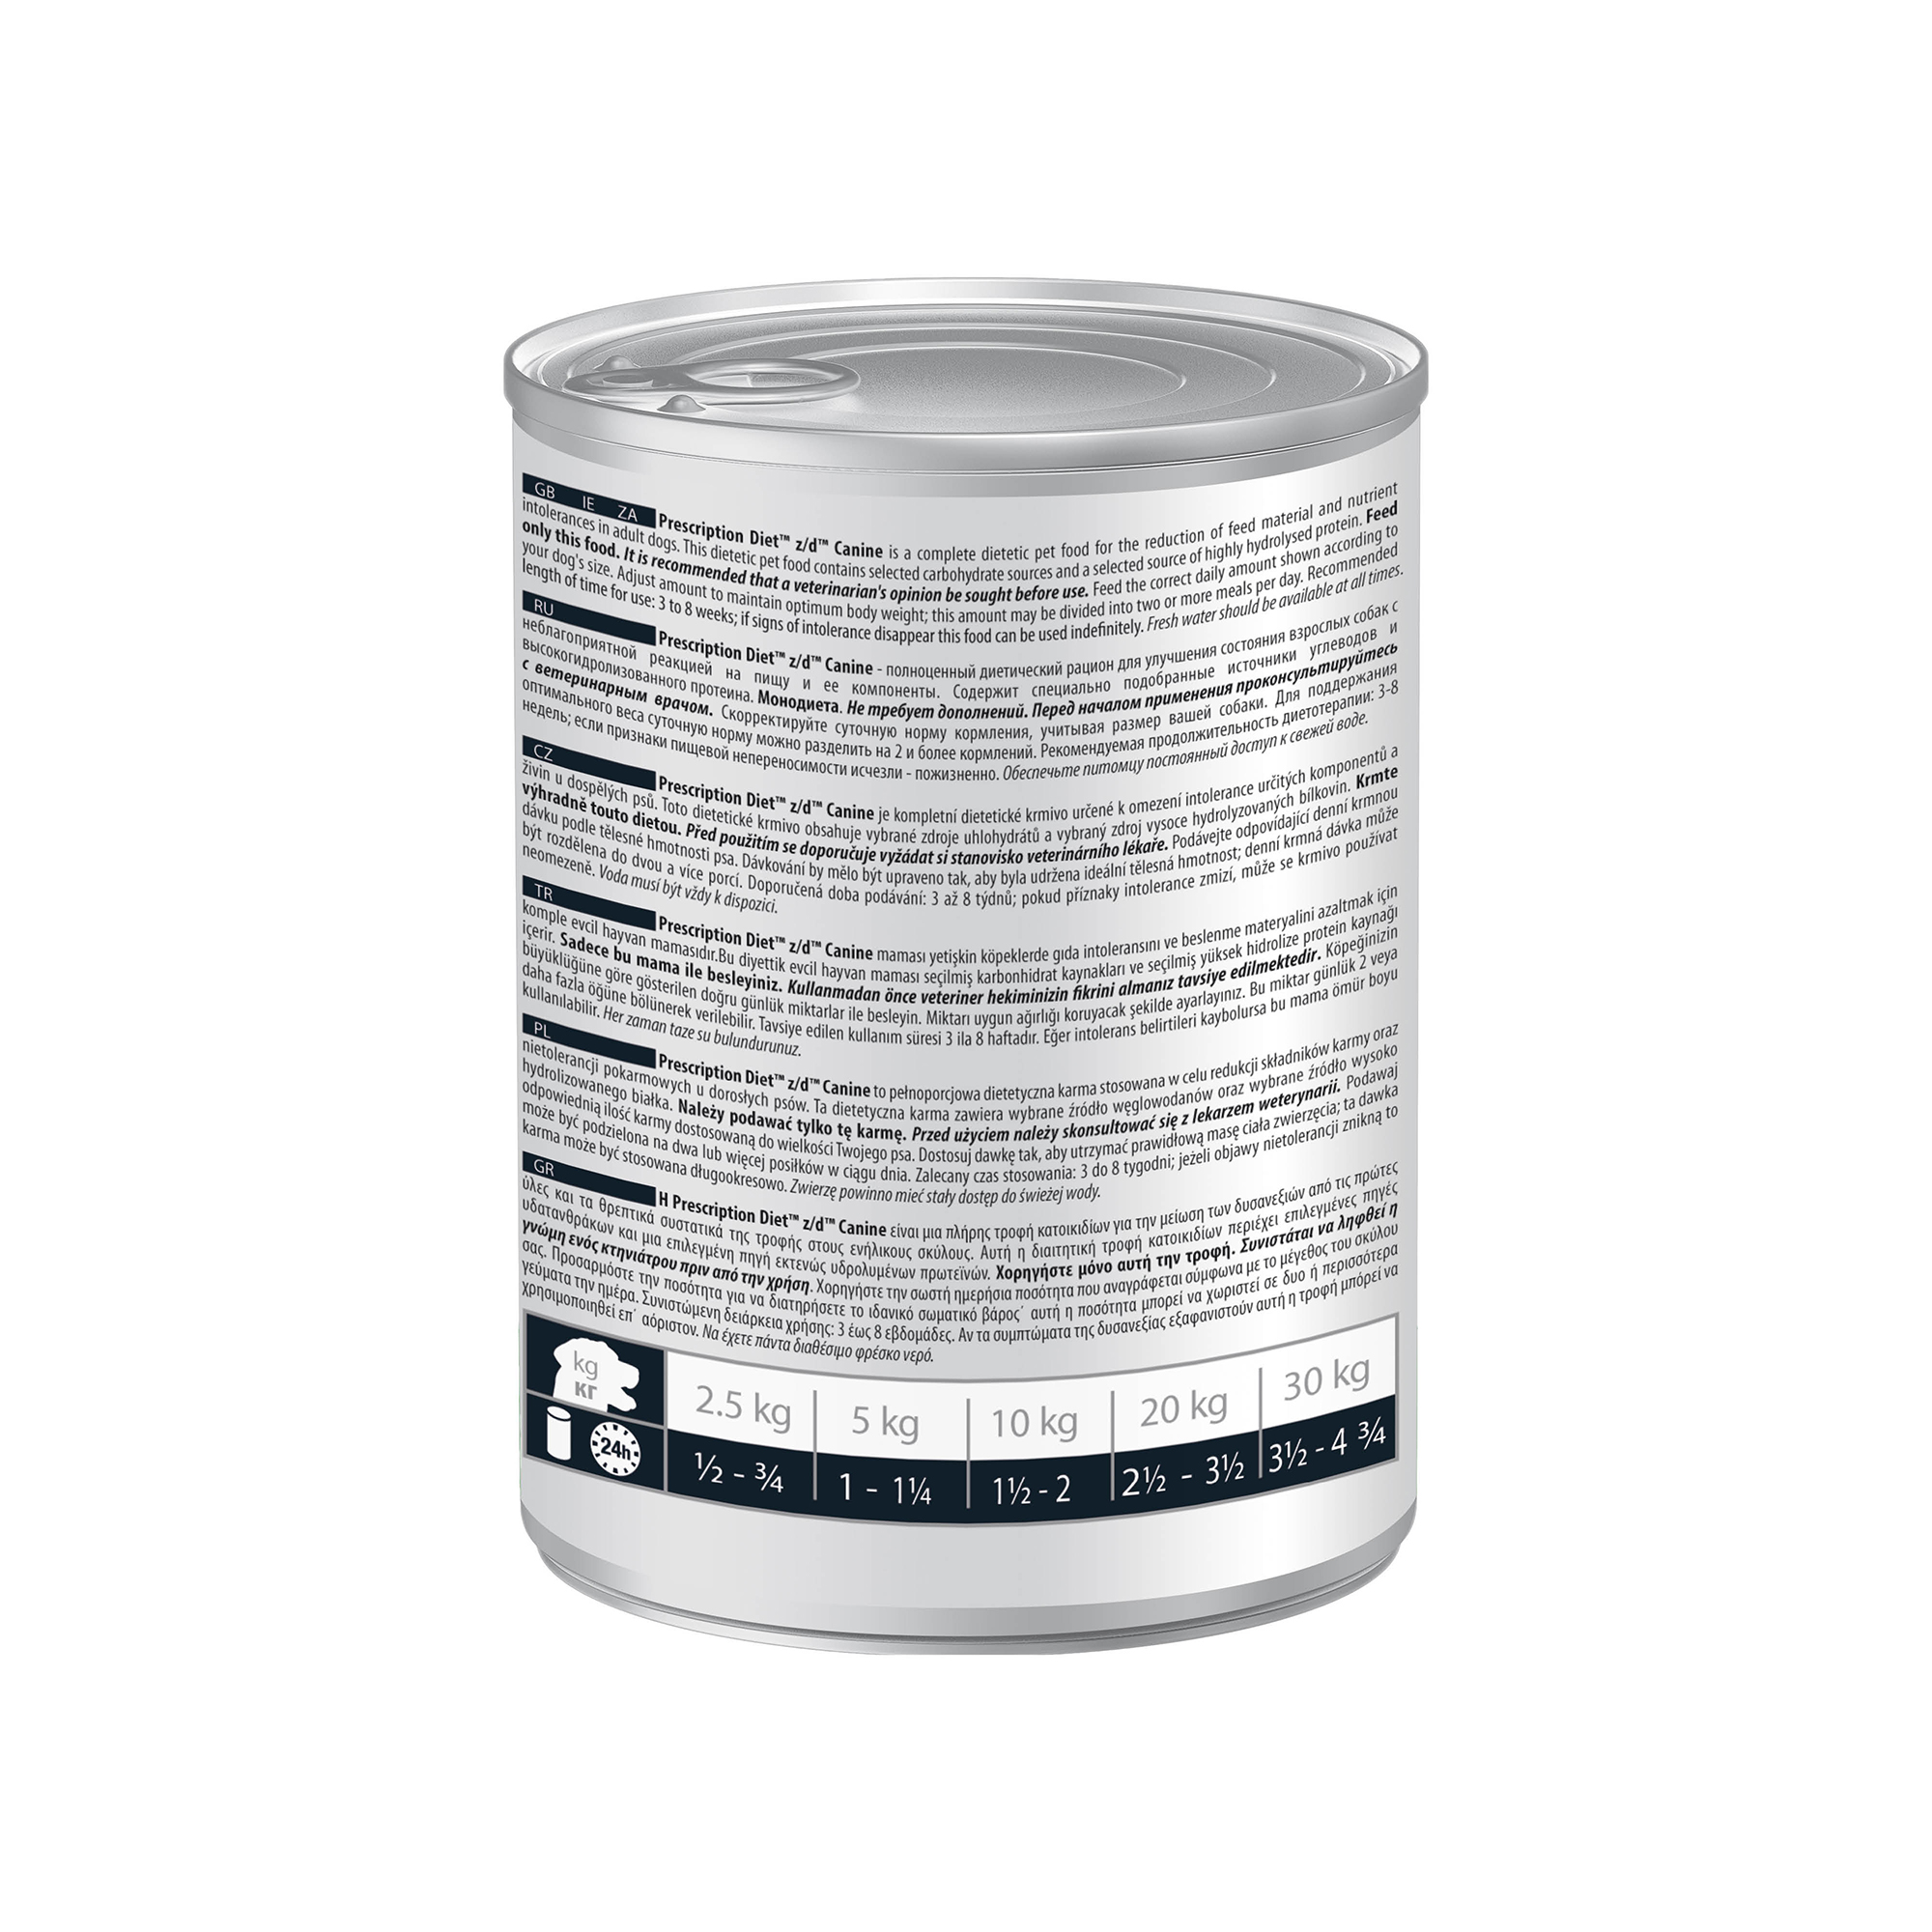 GB IE ZA Prescription Diet™ z/d™ Canine is a complete dietetic pet food for the reduction of feed material and nutrient
intolerances in adult dogs. This dietetic pet food contains selected carbohydrate sources and a selected source of highly hydrolysed protein. Feed
only this food. It is recommended that a veterinarian's opinion be sought before use. Feed the correct daily amount shown according to
your dog's size. Adjust amount to maintain optimum body weight; this amount may be divided into two or more meals per day. Recommended
length of time for use: 3 to 8 weeks; if signs of intolerance disappear this food can be used indefinitely. Fresh water should be available at all times.
RU Prescription Diet™ z/d™ Canine - полноценный диетический рацион для улучшения состояния взрослых собак с
неблагоприятной реакцией на пищу и ее компоненты. Содержит специально подобранные источники углеводов и
высокогидролизованного протеина. Монодиета. Не требует дополнений. Перед началом применения проконсультируйтесь
с ветеринарным врачом. Скорректируйте суточную норму кормления, учитывая размер вашей собаки. Для поддержания
оптимального веса суточную норму можно разделить на 2 и более кормлений. Рекомендуемая продолжительность диетотерапии: 3-8
недель; если признаки пищевой непереносимости исчезли - пожизненно. Обеспечьте питомцу постоянный доступ к свежей воде.
CZ Prescription Diet™ z/d™ Canine je kompletní dietetické krmivo určené k omezení intolerance určitých komponentů a
živin u dospělých psů. Toto dietetické krmivo obsahuje vybrané zdroje uhlohydrátů a vybraný zdroj vysoce hydrolyzovaných bílkovin. Krmte
výhradně touto dietou. Před použitím se doporučuje vyžádat si stanovisko veterinárního lékaře. Podávejte odpovídající denní krmnou
dávku podle tělesné hmotnosti psa. Dávkování by mělo být upraveno tak, aby byla udržena ideální tělesná hmotnost; denní krmná dávka může
být rozdělena do dvou a více porcí. Doporučená doba podávání: 3 až 8 týdnů; pokud příznaky intolerance zmizí, může se krmivo používat
neomezeně. Voda musí být vždy k dispozici.
TR Prescription Diet™ z/d™ Canine maması yetişkin köpeklerde gıda intoleransını ve beslenme materyalini azaltmak için
komple evcil hayvan mamasıdır.Bu diyettik evcil hayvan maması seçilmiş karbonhidrat kaynakları ve seçilmiş yüksek hidrolize protein kaynağı
içerir. Sadece bu mama ile besleyiniz. Kullanmadan önce veteriner hekiminizin fikrini almanız tavsiye edilmektedir. Köpeğinizin
büyüklüğüne göre gösterilen doğru günlük miktarlar ile besleyin. Miktarı uygun ağırlığı koruyacak şekilde ayarlayınız. Bu miktar günlük 2 veya
daha fazla öğüne bölünerek verilebilir. Tavsiye edilen kullanım süresi 3 ila 8 haftadır. Eğer intolerans belirtileri kaybolursa bu mama ömür boyu
kullanılabilir. Her zaman taze su bulundurunuz.
PL Prescription Diet™ z/d™ Canine to pełnoporcjowa dietetyczna karma stosowana w celu redukcji składników karmy oraz
nietolerancji pokarmowych u dorosłych psów. Ta dietetyczna karma zawiera wybrane źródło węglowodanów oraz wybrane źródło wysoko
hydrolizowanego białka. Należy podawać tylko tę karmę. Przed użyciem należy skonsultować się z lekarzem weterynarii. Podawaj
odpowiednią ilość karmy dostosowaną do wielkości Twojego psa. Dostosuj dawkę tak, aby utrzymać prawidłową masę ciała zwierzęcia; ta dawka
może być podzielona na dwa lub więcej posiłków w ciągu dnia. Zalecany czas stosowania: 3 do 8 tygodni; jeżeli objawy nietolerancji znikną to
karma może być stosowana długookresowo. Zwierzę powinno mieć stały dostęp do świeżej wody.
GR Η Prescription Diet™ z/d™ Canine είναι μια πλήρης τροφή κατοικιδίων για την μείωση των δυσανεξιών από τις πρώτες
ύλες και τα θρεπτικά συστατικά της τροφής στους ενήλικους σκύλους. Αυτή η διαιτητική τροφή κατοικιδίων περιέχει επιλεγμένες πηγές
υδατανθράκων και μια επιλεγμένη πηγή εκτενώς υδρολυμένων πρωτεϊνών. Χορηγήστε μόνο αυτή την τροφή. Συνιστάται να ληφθεί η
γνώμη ενός κτηνιάτρου πριν από την χρήση. Χορηγήστε την σωστή ημερήσια ποσότητα που αναγράφεται σύμφωνα με το μέγεθος του σκύλου
σας. Προσαρμόστε την ποσότητα για να διατηρήσετε το ιδανικό σωματικό βάρος˙ αυτή η ποσότητα μπορεί να χωριστεί σε δυο ή περισσότερα
γεύματα την ημέρα. Συνιστώμενη δειάρκεια χρήσης: 3 έως 8 εβδομάδες. Αν τα συμπτώματα της δυσανεξίας εξαφανιστούν αυτή η τροφή μπόρεί να
χρησιμοποιηθεί επ΄ αόριστον. Να έχετε πάντα διαθέσιμο φρέσκο νερό.
kg
кг
2.5 kg 5 kg 10 kg 20 kg 30 kg
24h
½ - ¾ 1 - 1¼ 1½ - 2 2½ - 3½ 3½ - 4 ¾